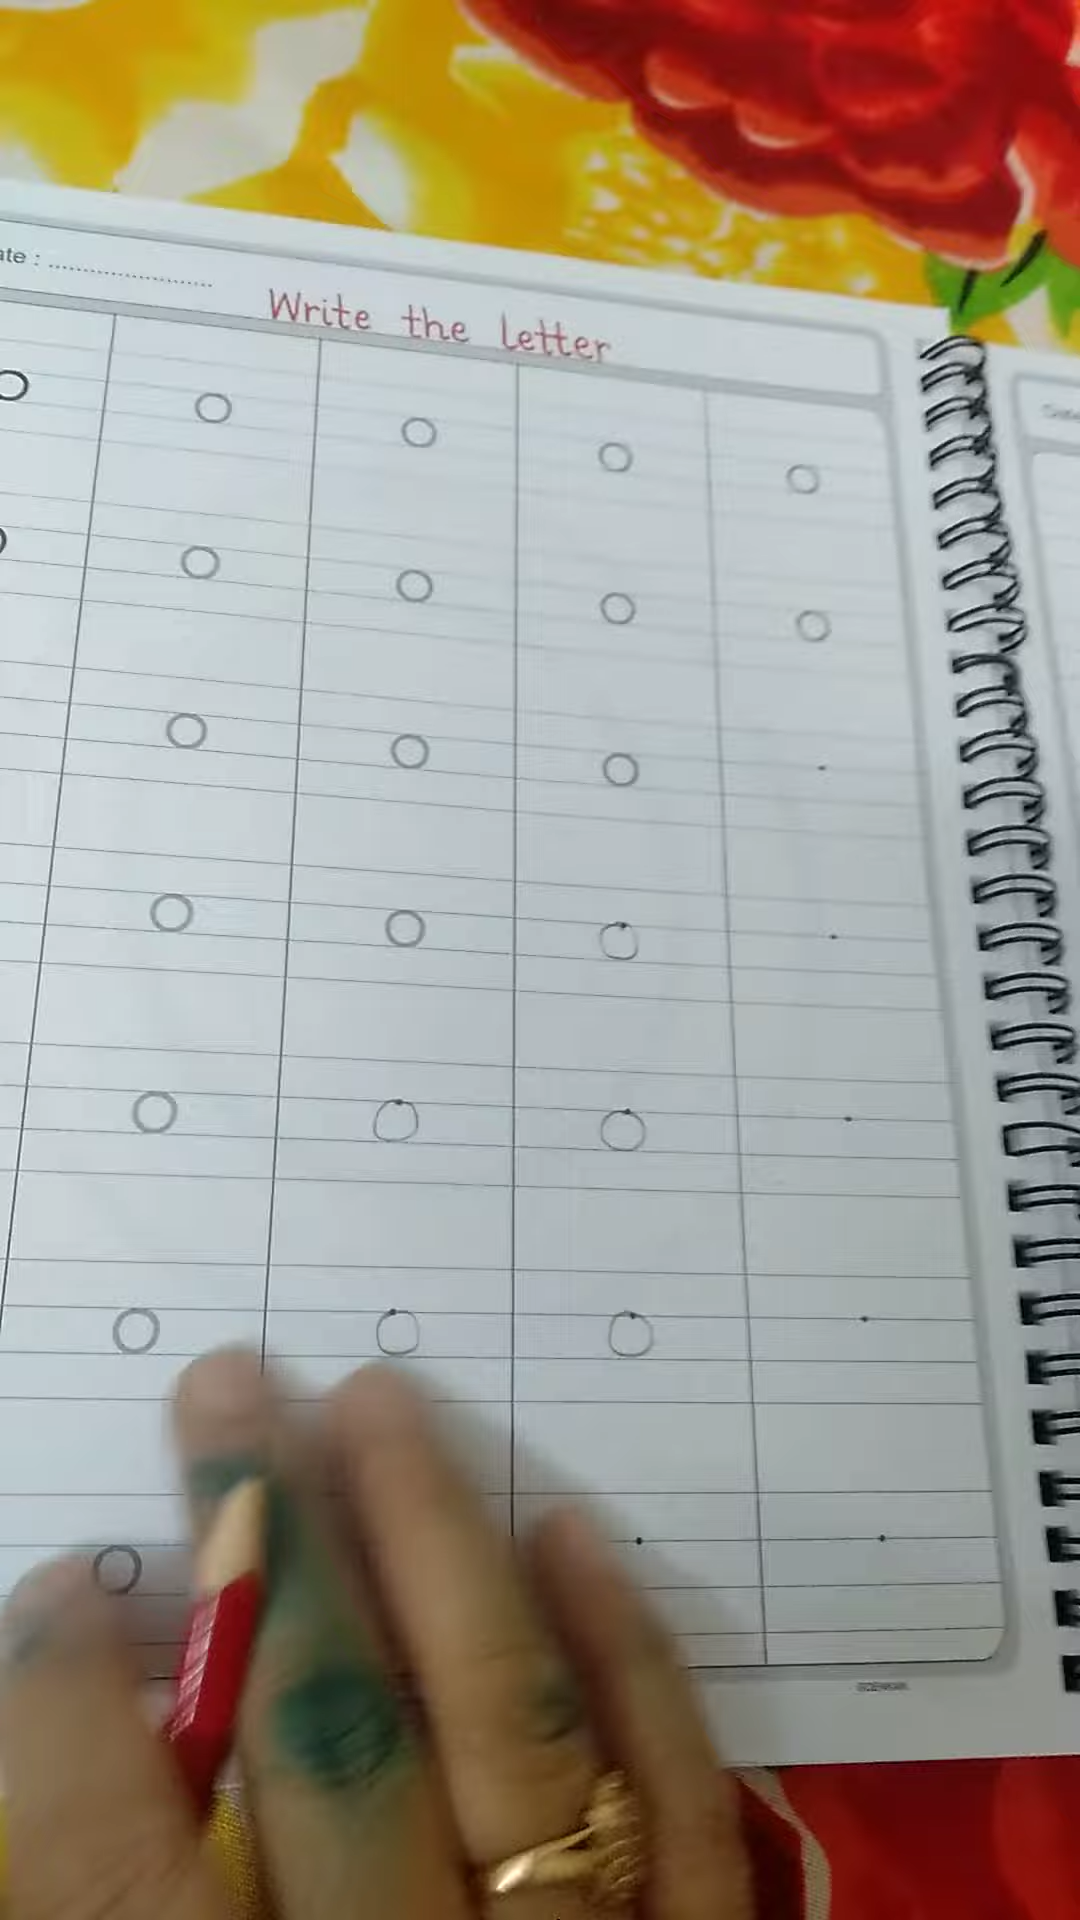 ate : ........................
Write the letter
o o o o o
o o o o o
o o o
o o o
o o o
o o o
o